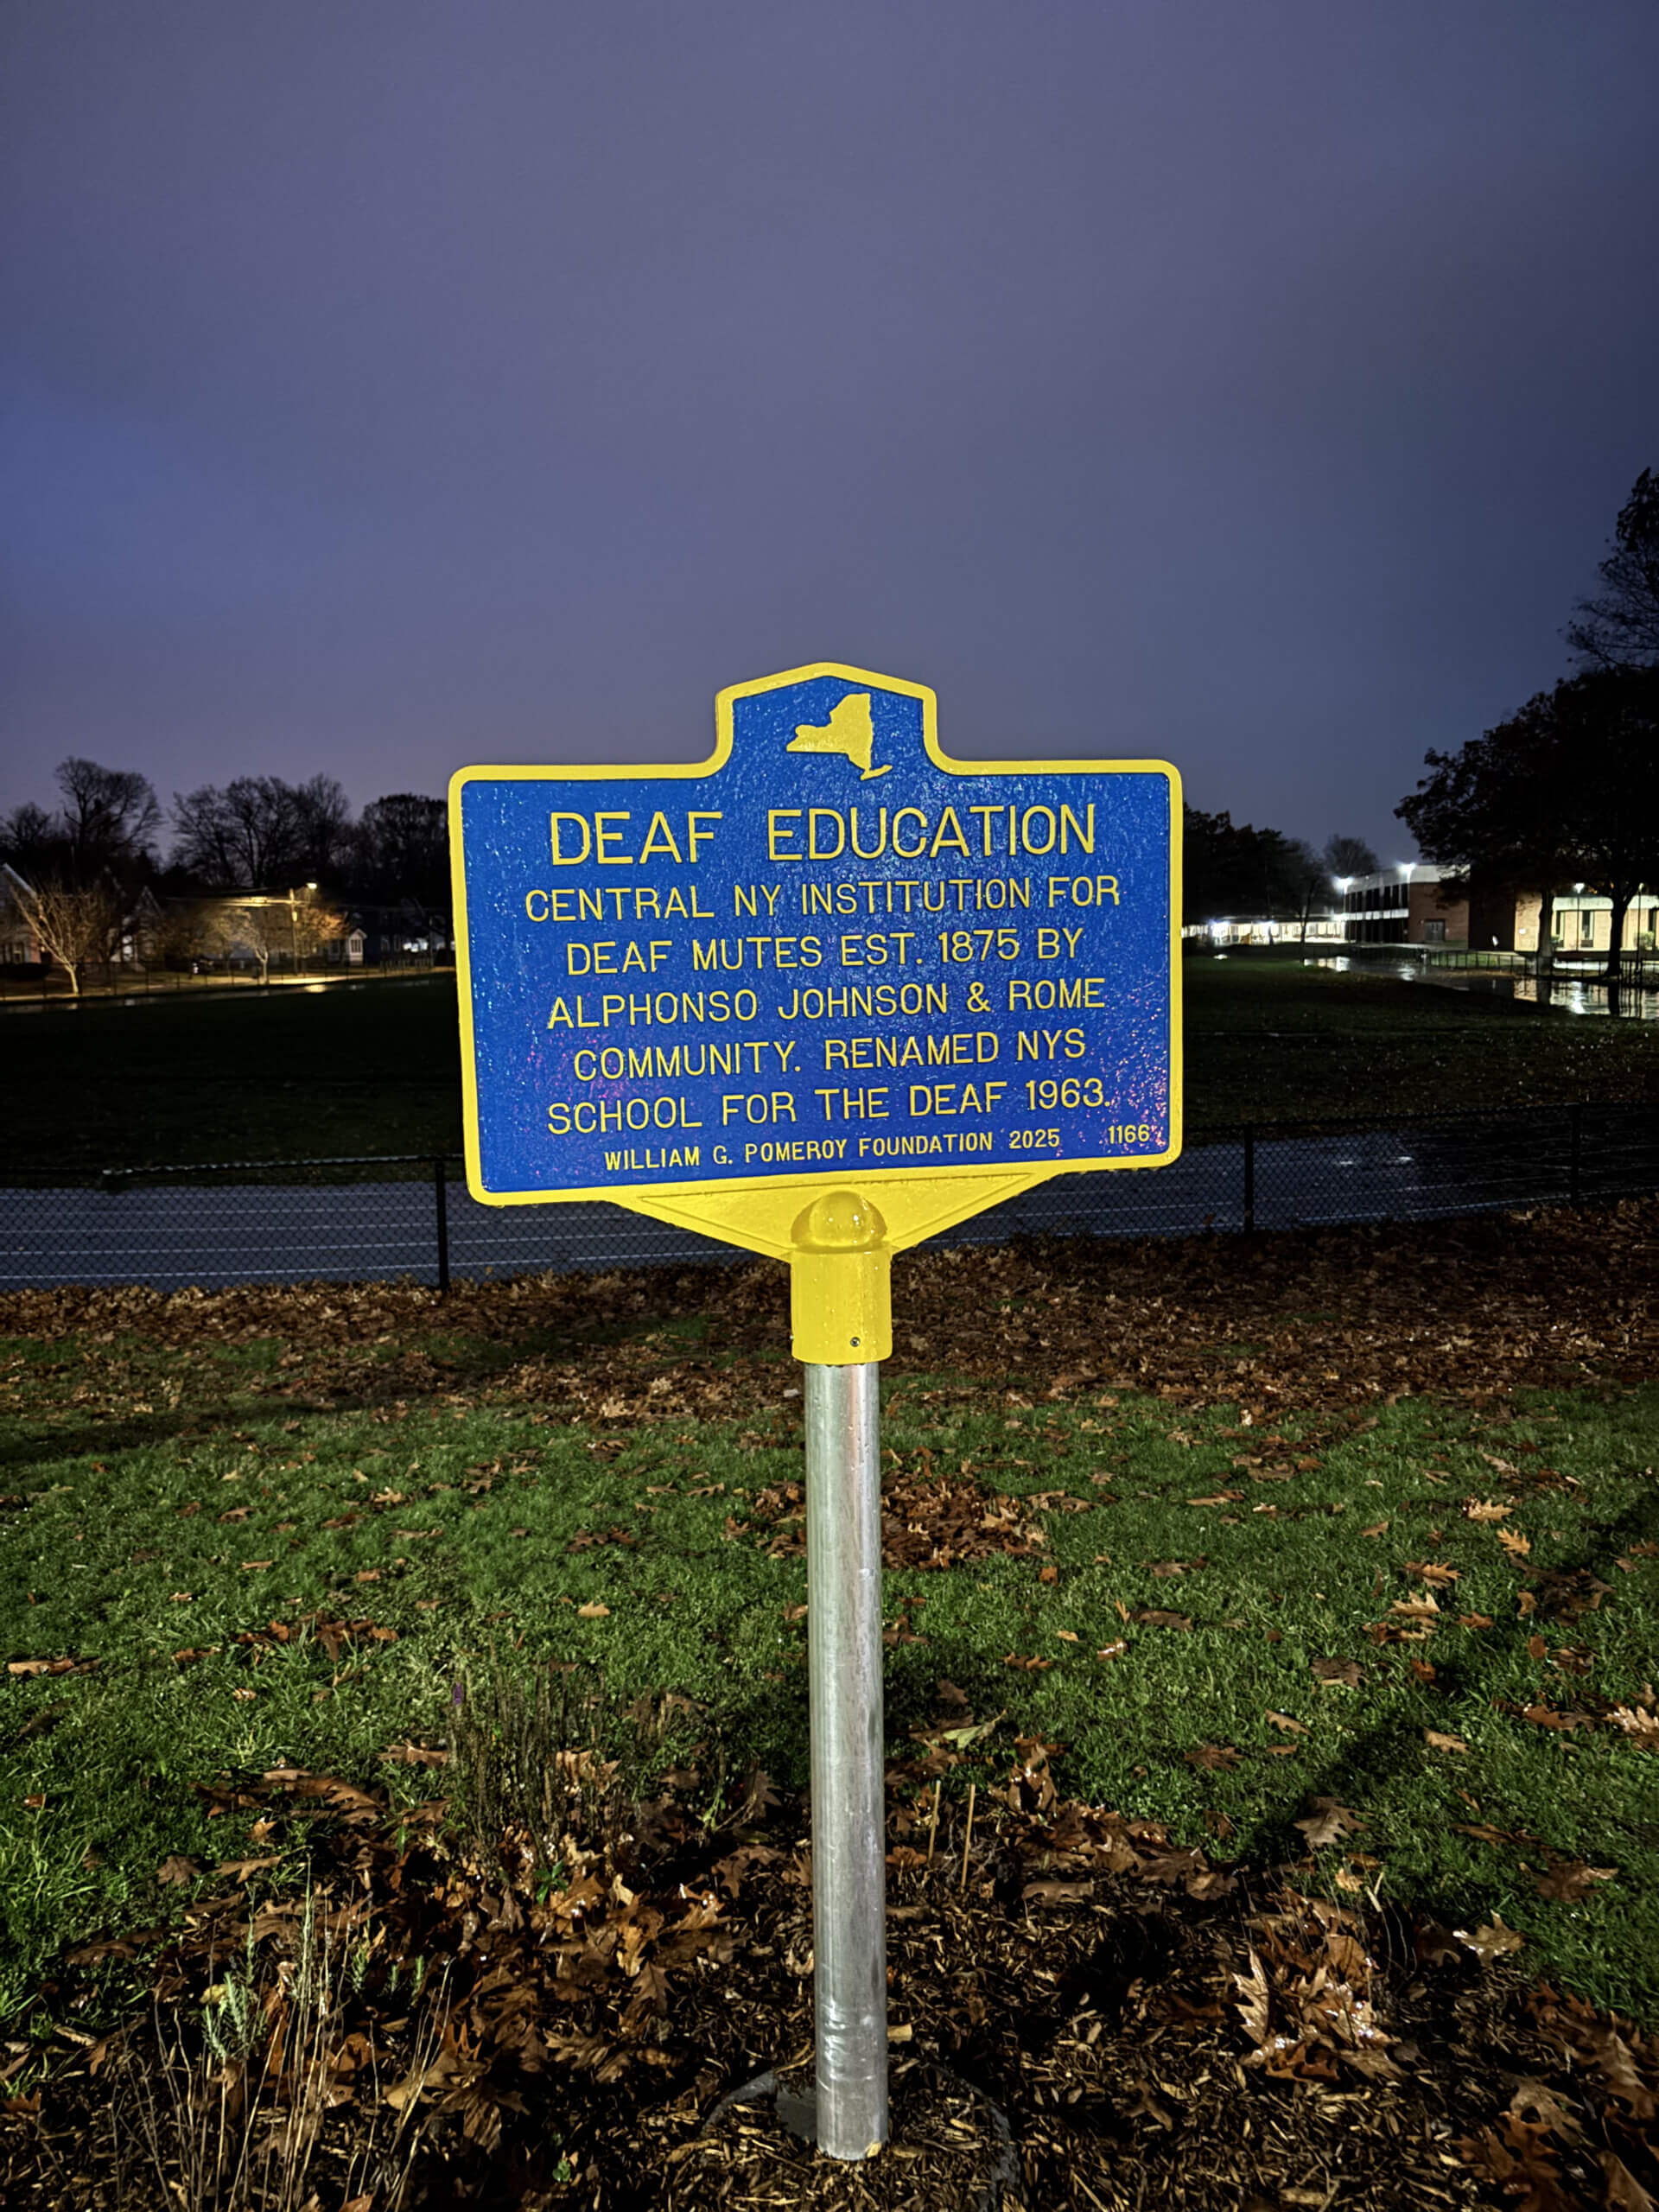 DEAF EDUCATION
CENTRAL NY INSTITUTION FOR
DEAF MUTES EST. 1875 BY
ALPHONSO JOHNSON & ROME
COMMUNITY. RENAMED NYS
SCHOOL FOR THE DEAF 1963.
WILLIAM G. POMEROY FOUNDATION 2025 1166